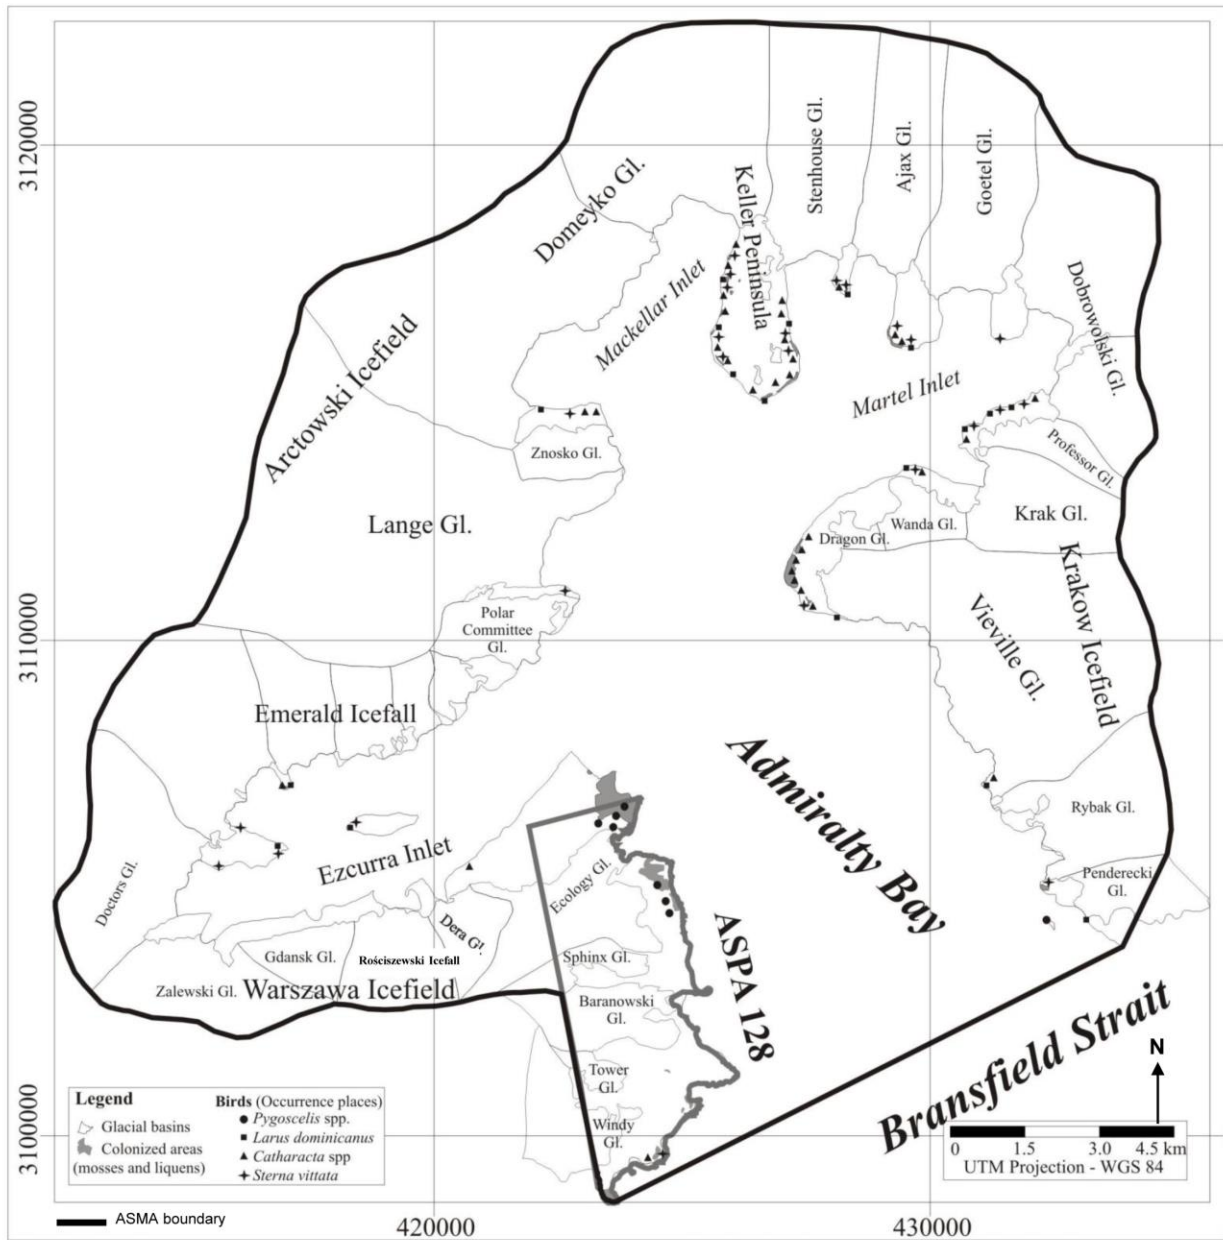 3120000
3110000
3100000
420000
430000
Stenhouse Gl.
Ajax Gl.
Goetel Gl.
Domeyko Gl.
Keller Peninsula
Mackellar Inlet
Dobrowolski Gl.
Arctowski Icefield
Martel Inlet
Znosko Gl.
Professor Gl.
Lange Gl.
Wanda Gl.
Krak Gl.
Dragon Gl.
Krakow Icefield
Polar
Committee
Gl.
Vieville Gl.
Emerald Icefall
Admiralty Bay
Rybak Gl.
Ezcurra Inlet
Doctors Gl.
Ecology Gl.
Penderecki
Gl.
Dera Gl.
ASPA 128
Gdansk Gl.
Rościszewski Icefall
Sphinx Gl.
Zalewski Gl.
Warszawa Icefield
Baranowski
Gl.
Bransfield Strait
Tower
Gl.
Windy
Gl.
N
0 1.5 3.0 4.5 km
UTM Projection - WGS 84
Legend
Glacial basins
Colonized areas
(mosses and liquens)
Birds (Occurrence places)
Pygoscelis spp.
Larus dominicanus
Catharacta spp
Sterna vittata
ASMA boundary